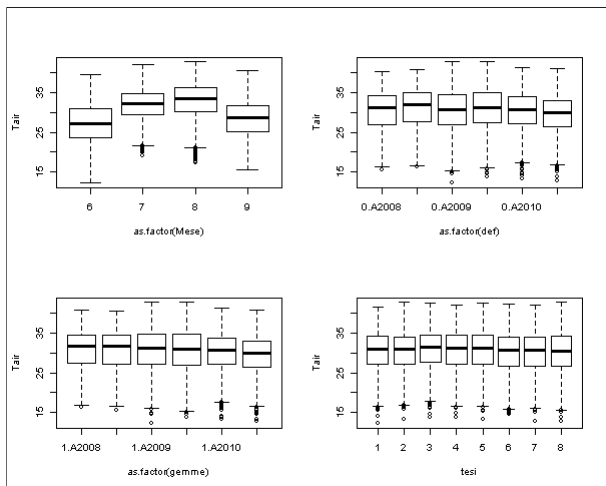 Tair
35
25
15
6 7 8 9
as.factor(Mese)
Tair
35
25
15
0.A2008 0.A2009 0.A2010
as.factor(def)
Tair
35
25
15
1.A2008 1.A2009 1.A2010
as.factor(gemme)
Tair
35
25
15
1 2 3 4 5 6 7 8
tesi